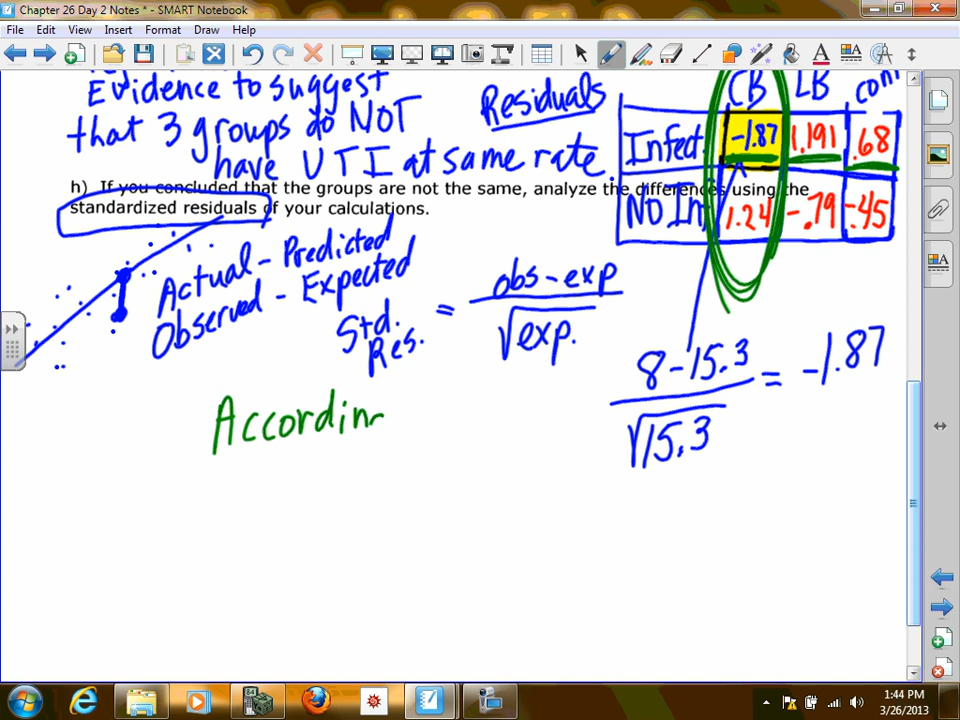 Chapter 26 Day 2 Notes * - SMART Notebook
File Edit View Insert Format Draw Help
Evidence to suggest
that 3 groups do NOT
have UTI at same rate.
Residuals
CB LB con
Infect. -1.87 1.191 .68
NO In 1.24 -.79 -.45
h) If you concluded that the groups are not the same, analyze the differences using the
standardized residuals of your calculations.
Actual - Predicted
Observed - Expected
Std. Res. = obs - exp
√exp.
8 - 15.3 = -1.87
√15.3
Accordin
1:44 PM
3/26/2013